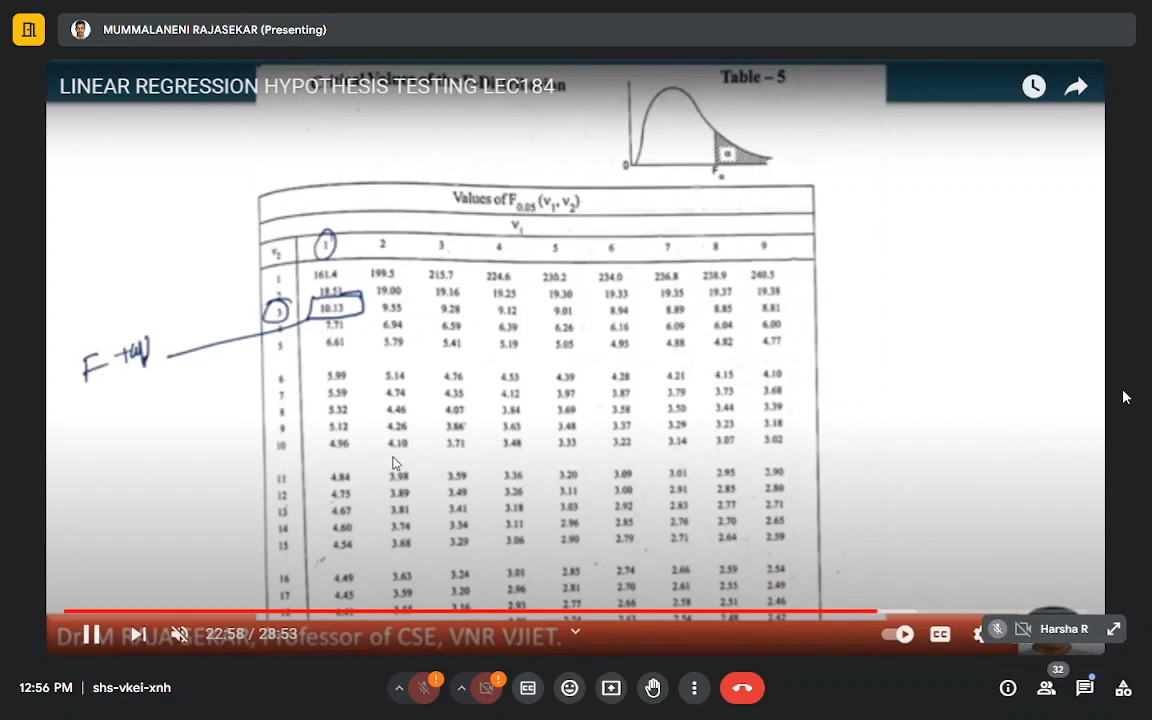 MUMMALANENI RAJASEKAR (Presenting)
LINEAR REGRESSION HYPOTHESIS TESTING LEC184
Table – 5
0 α
F α
Values of F 0.05 (v1, v2)
v1
v2 1 2 3 4 5 6 7 8 9
1 161.4 199.5 215.7 224.6 230.2 234.0 236.8 238.9 240.5
18.51 19.00 19.16 19.25 19.30 19.33 19.35 19.37 19.38
3 10.13 9.55 9.28 9.12 9.01 8.94 8.89 8.85 8.81
7.71 6.94 6.59 6.39 6.26 6.16 6.09 6.04 6.00
5 6.61 5.79 5.41 5.19 5.05 4.95 4.88 4.82 4.77
F
6 5.99 5.14 4.76 4.53 4.39 4.28 4.21 4.15 4.10
7 5.59 4.74 4.35 4.12 3.97 3.87 3.79 3.73 3.68
8 5.32 4.46 4.07 3.84 3.69 3.58 3.50 3.44 3.39
9 5.12 4.26 3.86 3.63 3.48 3.37 3.29 3.23 3.18
10 4.96 4.10 3.71 3.48 3.33 3.22 3.14 3.07 3.02
11 4.84 3.98 3.59 3.36 3.20 3.09 3.01 2.95 2.90
12 4.75 3.89 3.49 3.26 3.11 3.00 2.91 2.85 2.80
13 4.67 3.81 3.41 3.18 3.03 2.92 2.83 2.77 2.71
14 4.60 3.74 3.34 3.11 2.96 2.85 2.76 2.70 2.65
15 4.54 3.68 3.29 3.06 2.90 2.79 2.71 2.64 2.59
16 4.49 3.63 3.24 3.01 2.85 2.74 2.66 2.59 2.54
17 4.45 3.59 3.20 2.96 2.81 2.70 2.61 2.55 2.49
Professor of CSE, VNR VJIET.
22:58 / 28:53
CC
Harsha R
12:56 PM | shs-vkei-xnh
32